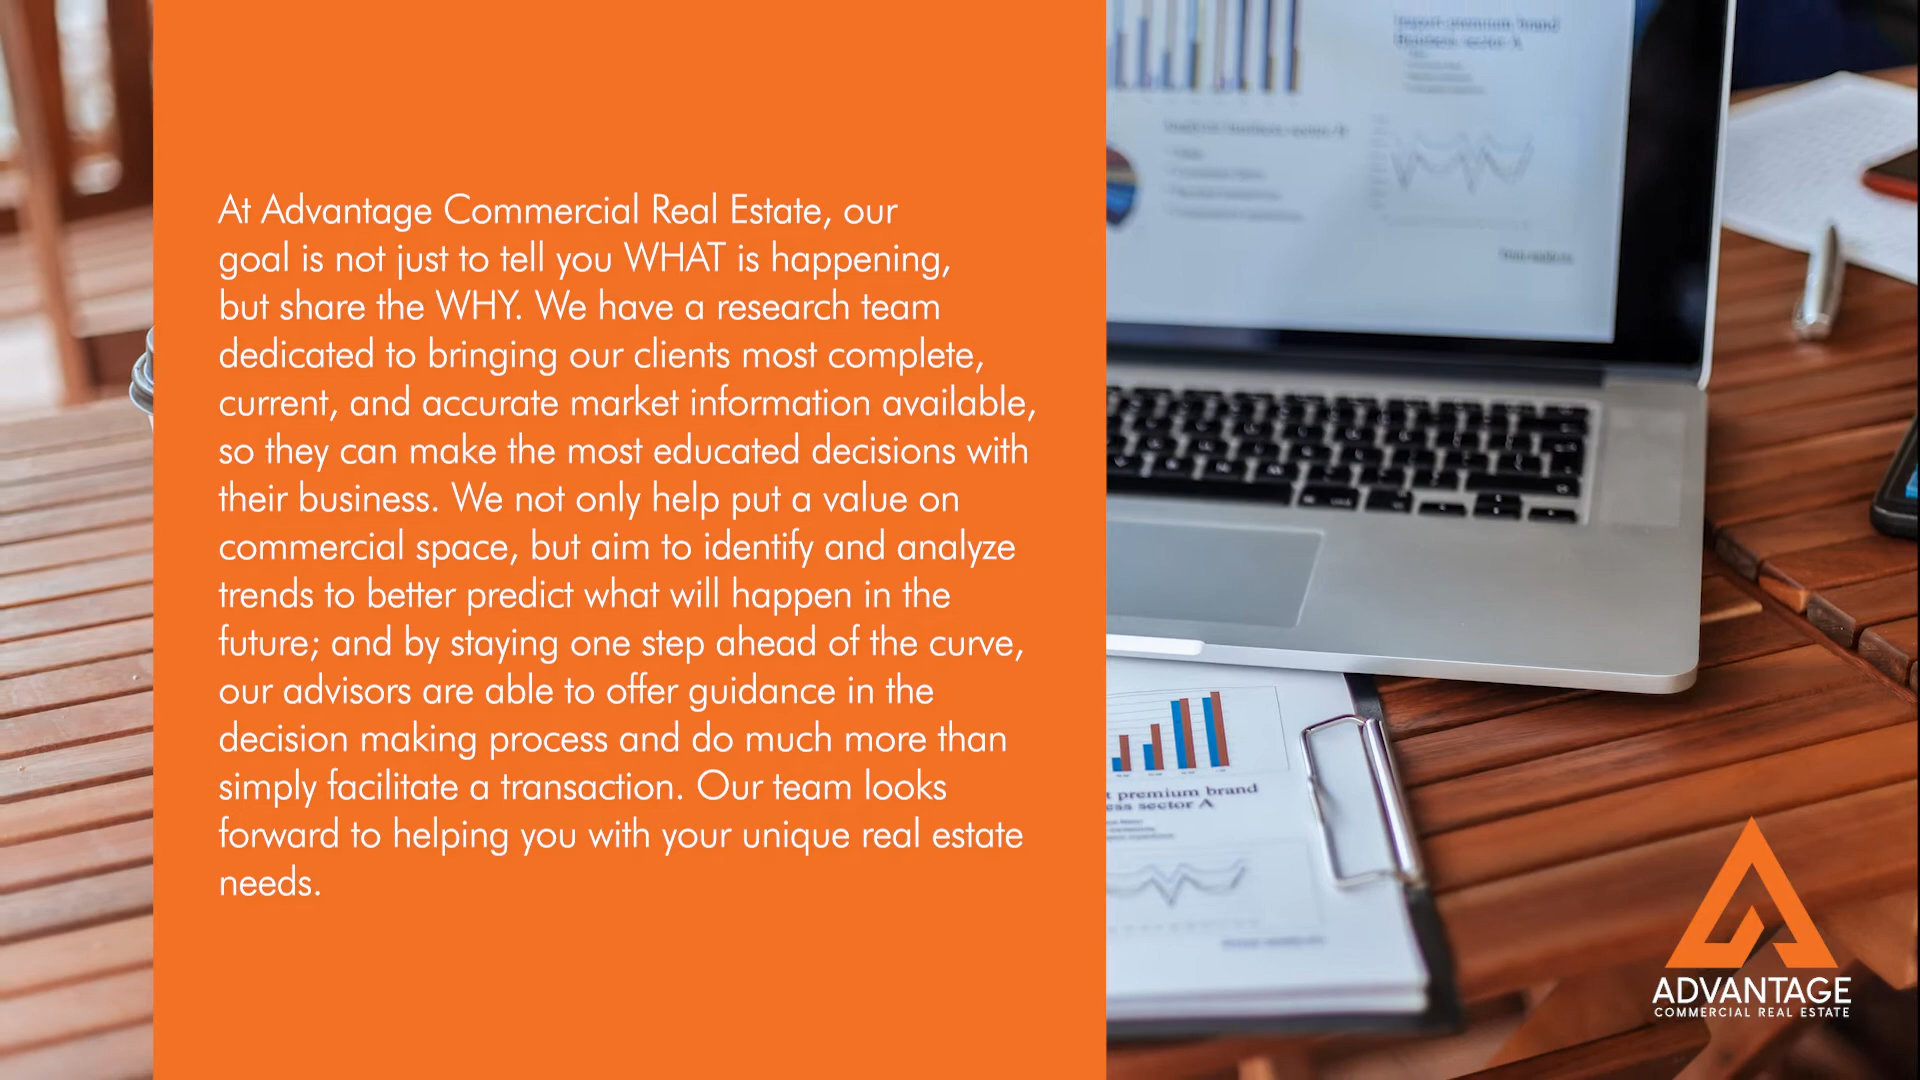 At Advantage Commercial Real Estate, our
goal is not just to tell you WHAT is happening,
but share the WHY. We have a research team
dedicated to bringing our clients most complete,
current, and accurate market information available,
so they can make the most educated decisions with
their business. We not only help put a value on
commercial space, but aim to identify and analyze
trends to better predict what will happen in the
future; and by staying one step ahead of the curve,
our advisors are able to offer guidance in the
decision making process and do much more than
simply facilitate a transaction. Our team looks
forward to helping you with your unique real estate
needs.
Import premium brand
Business sector A
premium brand
sector A
ADVANTAGE
COMMERCIAL REAL ESTATE